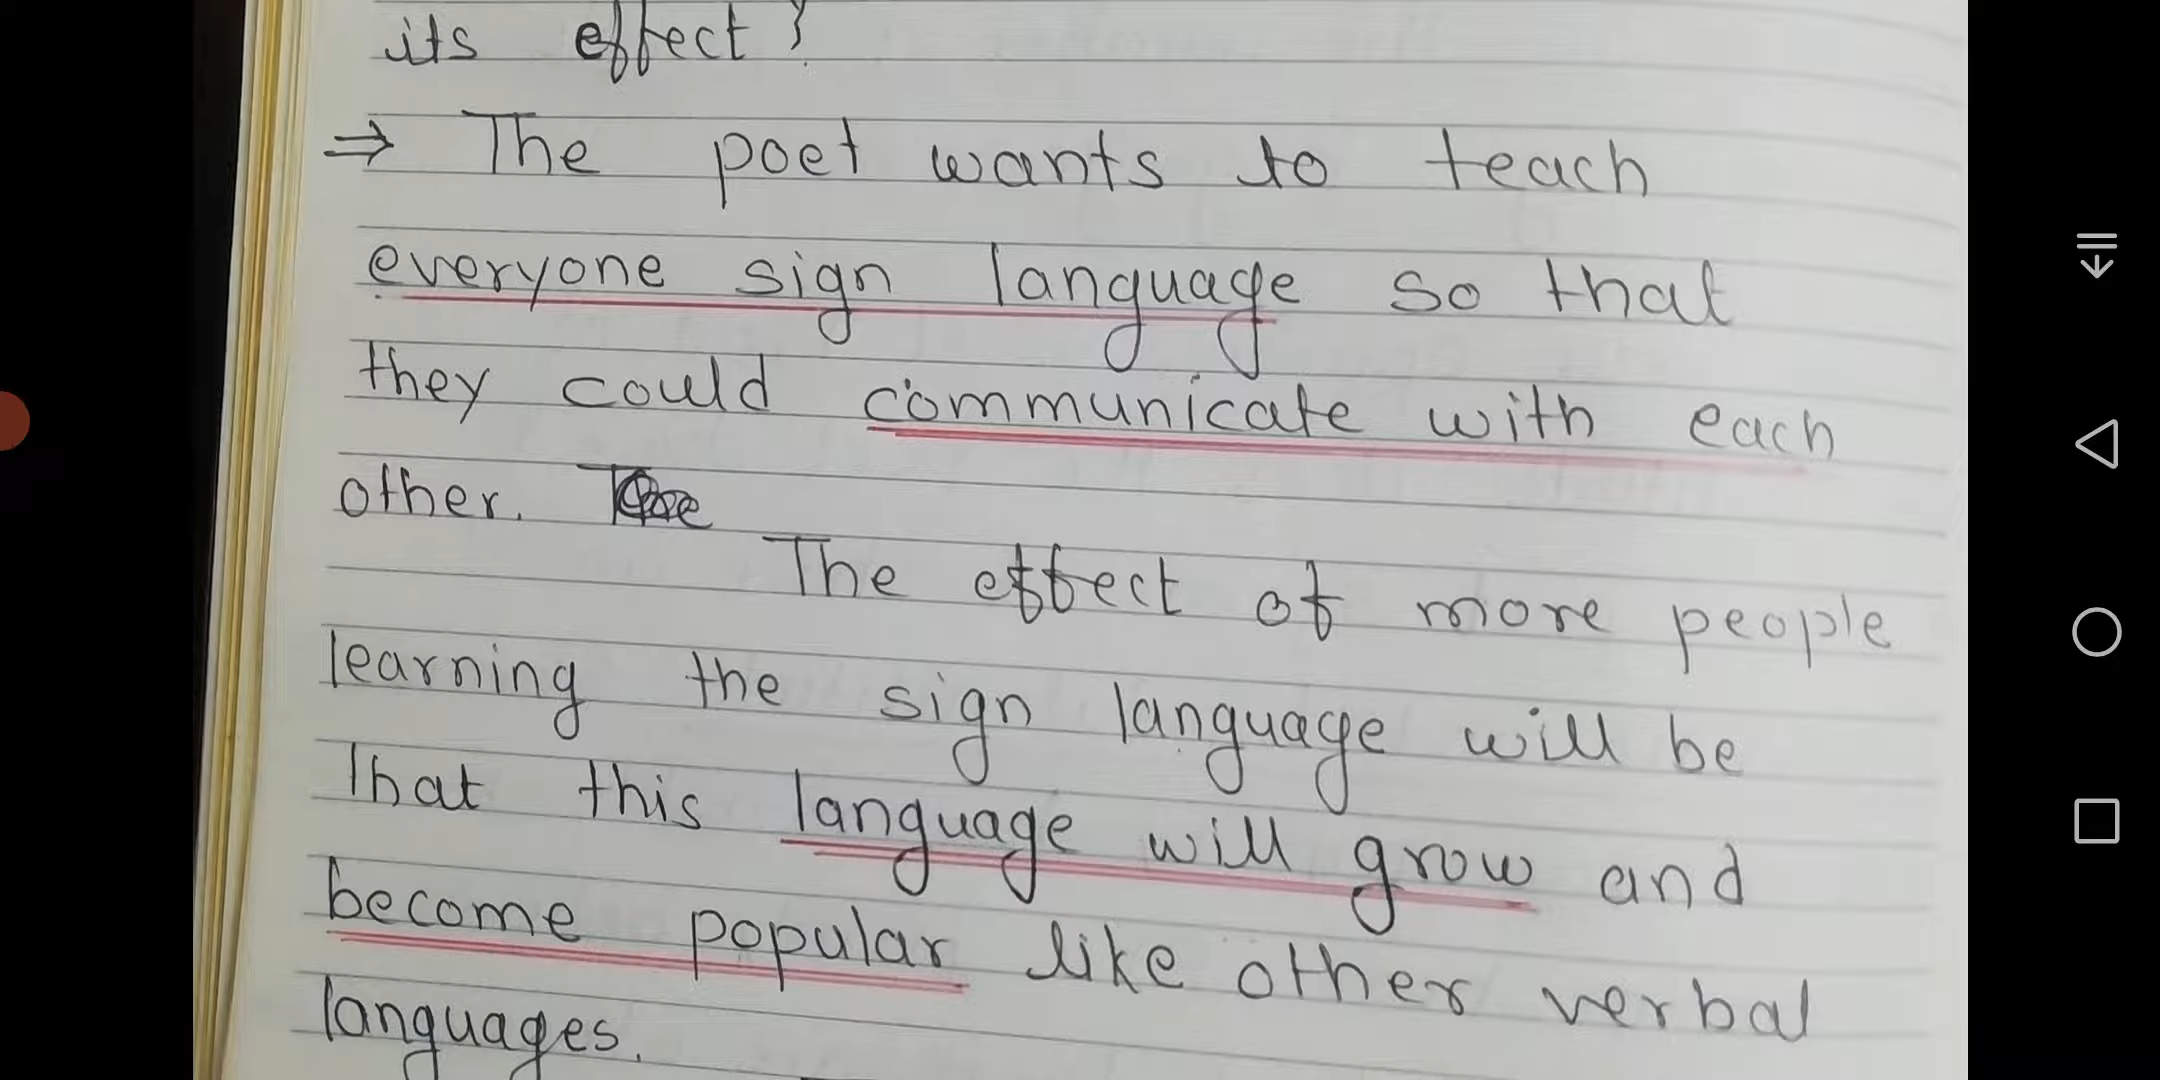 its effect?
⇒ The poet wants to teach
everyone sign language so that
they could communicate with each
other.
The effect of more people
learning the sign language will be
that this language will grow and
become popular like other verbal
languages.